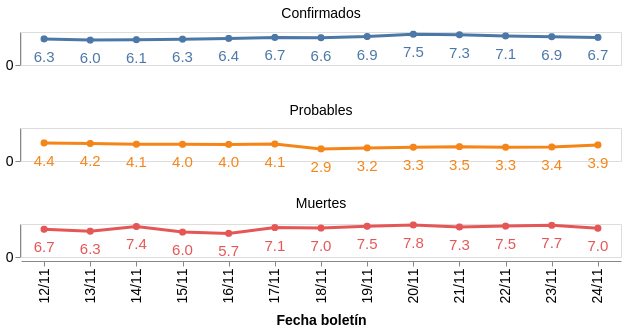 Confirmados
0
6.3 6.0 6.1 6.3 6.4 6.7 6.6 6.9 7.5 7.3 7.1 6.9 6.7
Probables
0
4.4 4.2 4.1 4.0 4.0 4.1 2.9 3.2 3.3 3.5 3.3 3.4 3.9
Muertes
0
6.7 6.3 7.4 6.0 5.7 7.1 7.0 7.5 7.8 7.3 7.5 7.7 7.0
12/11 13/11 14/11 15/11 16/11 17/11 18/11 19/11 20/11 21/11 22/11 23/11 24/11
Fecha boletín